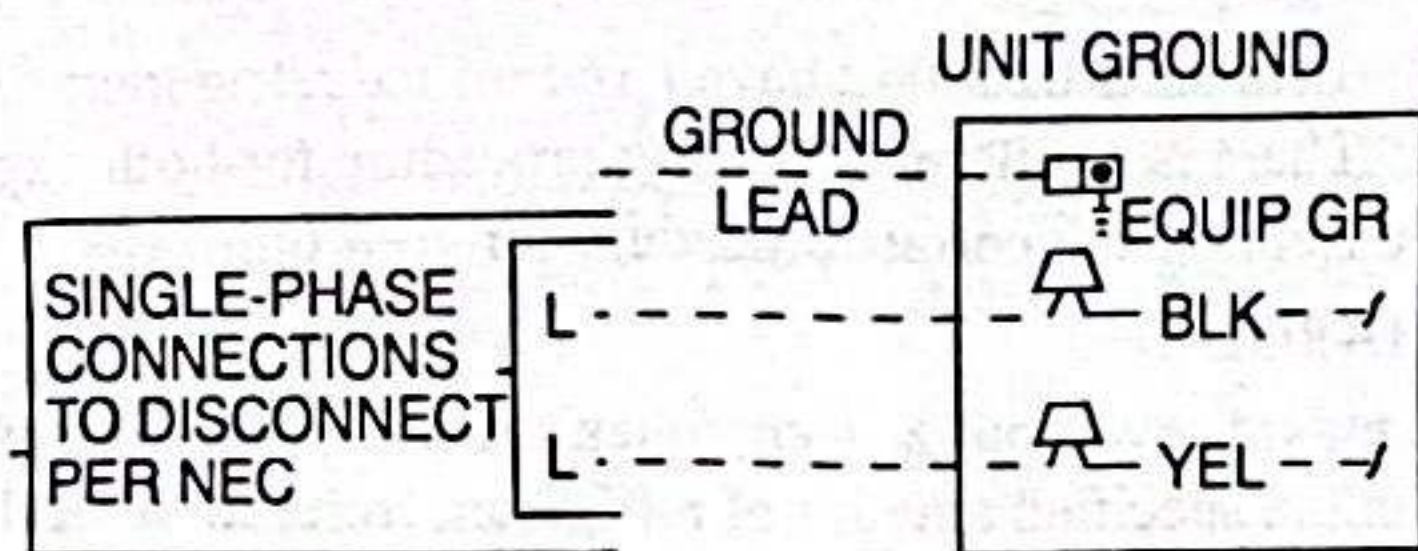 UNIT GROUND
GROUND
LEAD
EQUIP GR
SINGLE-PHASE
CONNECTIONS
TO DISCONNECT
PER NEC
L
BLK
L
YEL